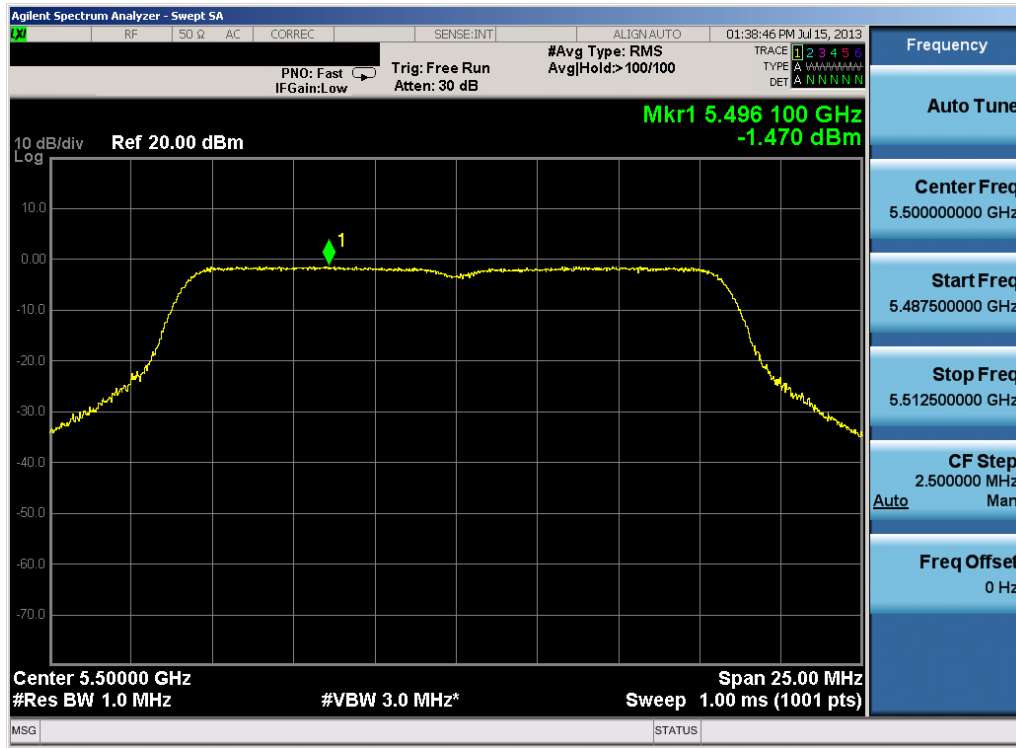 Agilent Spectrum Analyzer - Swept SA
LXI RF 50 Ω AC CORREC SENSE:INT ALIGN AUTO 01:38:46 PM Jul 15, 2013
PNO: Fast
IFGain:Low
Trig: Free Run
Atten: 30 dB
#Avg Type: RMS
Avg|Hold:> 100/100
TRACE 1 2 3 4 5 6
TYPE A WWWWW
DET A N N N N N
Mkr1 5.496 100 GHz
-1.470 dBm
10 dB/div Ref 20.00 dBm
Log
1
10.0
0.00
-10.0
-20.0
-30.0
-40.0
-50.0
-60.0
-70.0
Center 5.50000 GHz Span 25.00 MHz
#Res BW 1.0 MHz #VBW 3.0 MHz* Sweep 1.00 ms (1001 pts)
MSG STATUS
Frequency
Auto Tune
Center Freq
5.500000000 GHz
Start Freq
5.487500000 GHz
Stop Freq
5.512500000 GHz
CF Step
2.500000 MHz
Auto Man
Freq Offset
0 Hz